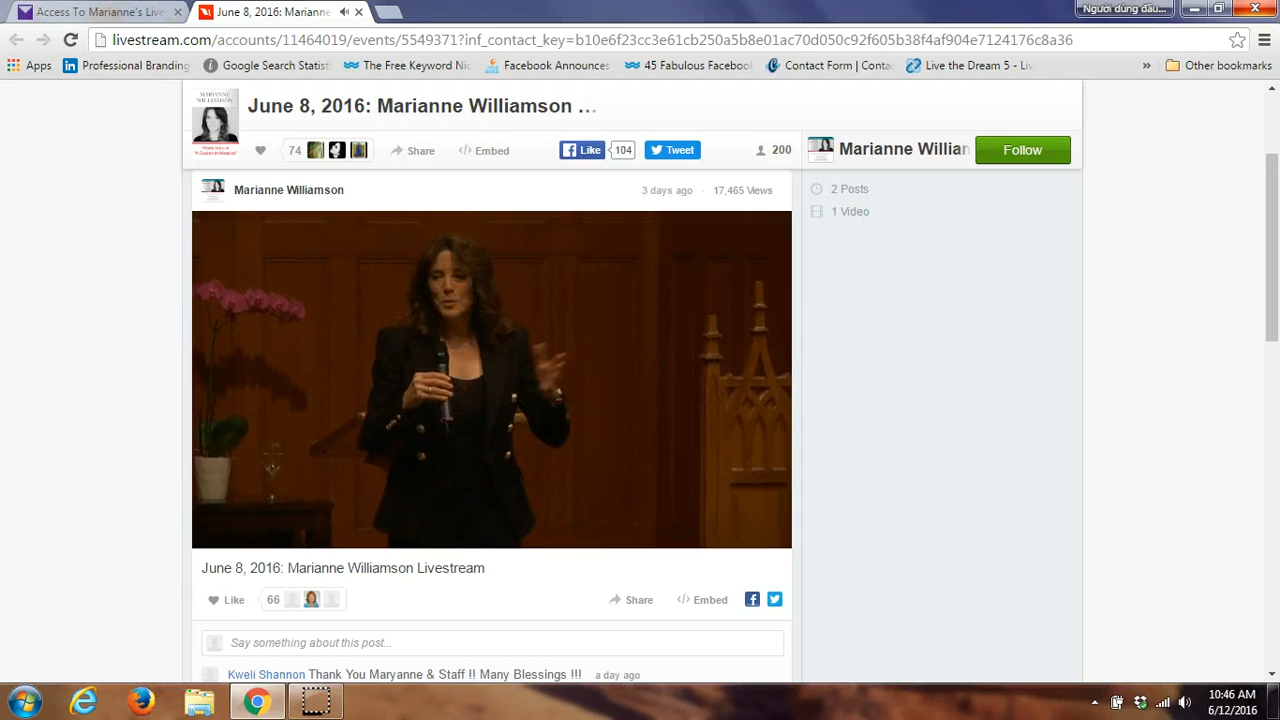 Access To Marianne's Live
June 8, 2016: Marianne
Người dùng đầu...
livestream.com/accounts/11464019/events/5549371?inf_contact_key=b10e6f23cc3e61cb250a5b8e01ac70d050c92f605b38f4af904e7124176c8a36
Apps Professional Branding Google Search Statist The Free Keyword Nic Facebook Announces 45 Fabulous Facebook Contact Form | Conta Live the Dream 5 - Liv » Other bookmarks
MARIANNE
WILLIAMSON
June 8, 2016: Marianne Williamson ...
74 Share Embed Like 104 Tweet 200
Marianne Willian Follow
Marianne Williamson 3 days ago · 17,465 Views
2 Posts
1 Video
June 8, 2016: Marianne Williamson Livestream
Like 66 Share Embed
Say something about this post...
Kweli Shannon Thank You Maryanne & Staff !! Many Blessings !!! a day ago
10:46 AM
6/12/2016